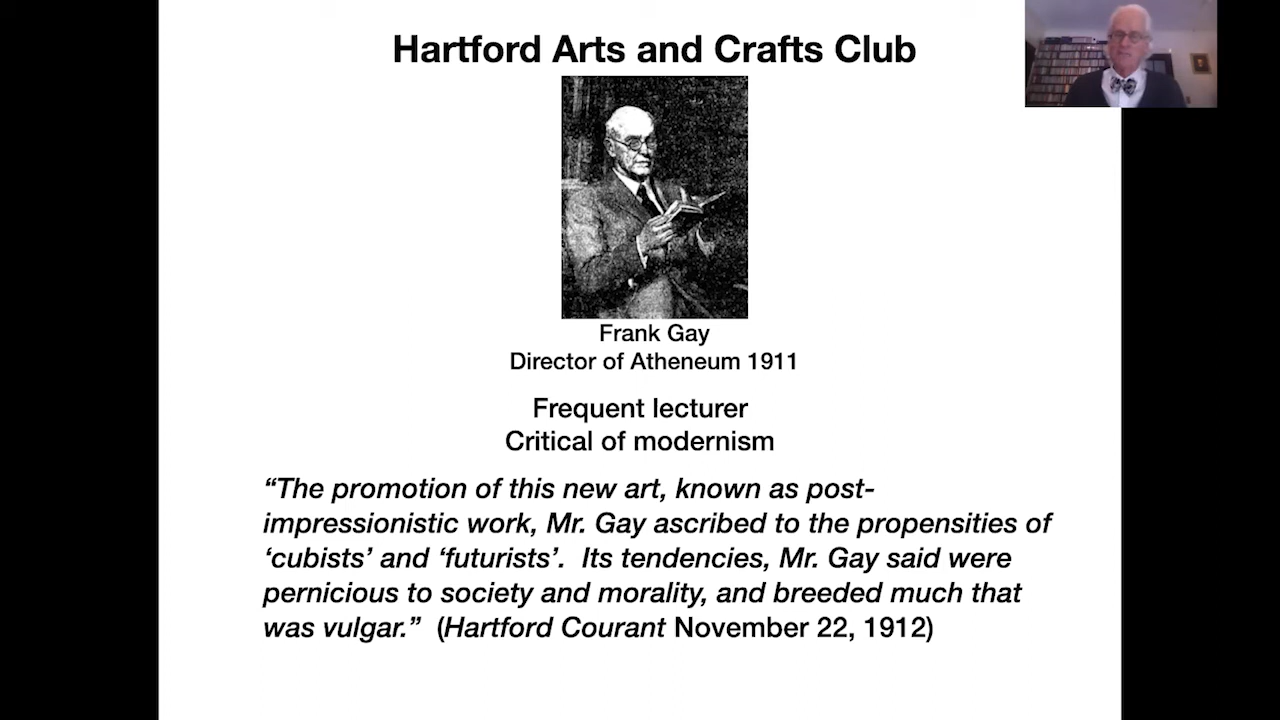 Hartford Arts and Crafts Club
Frank Gay
Director of Atheneum 1911
Frequent lecturer
Critical of modernism
“The promotion of this new art, known as post-
impressionistic work, Mr. Gay ascribed to the propensities of
‘cubists’ and ‘futurists’.  Its tendencies, Mr. Gay said were
pernicious to society and morality, and breeded much that
was vulgar.”  (Hartford Courant November 22, 1912)